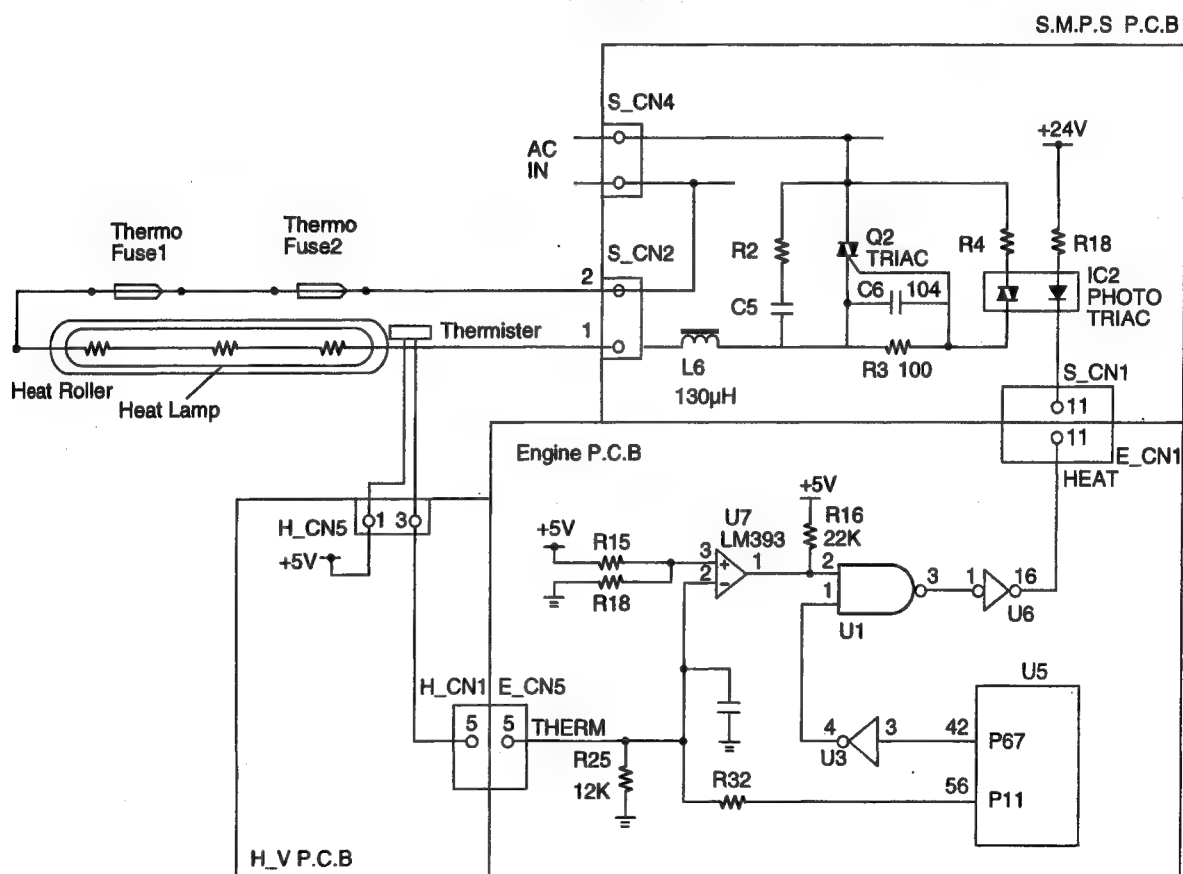 S.M.P.S P.C.B
S_CN4
+24V
AC
IN
Thermo
Fuse1
Thermo
Fuse2
S_CN2
R2
Q2
TRIAC
R4
R18
2
C6 104
IC2
PHOTO
TRIAC
C5
Thermister
1
L6
130µH
R3 100
Heat Roller
Heat Lamp
S_CN1
11
11
E_CN1
HEAT
Engine P.C.B
+5V
H_CN5
1 3
+5V
+5V
R15
R18
U7
LM393
3
+
2
-
1
R16
22K
2
1
3
U1
1
16
U6
H_CN1
E_CN5
5
5
THERM
U5
4
3
U3
42
P67
R25
12K
R32
56
P11
H_V P.C.B